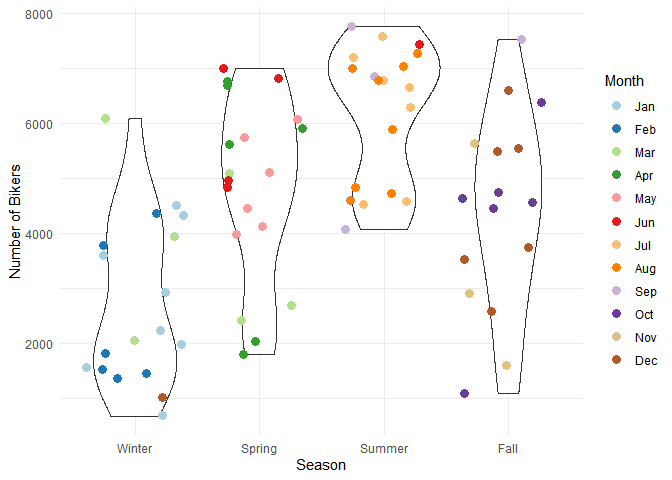 8000
6000
4000
2000
Number of Bikers
Winter Spring Summer Fall
Season
Month
Jan
Feb
Mar
Apr
May
Jun
Jul
Aug
Sep
Oct
Nov
Dec